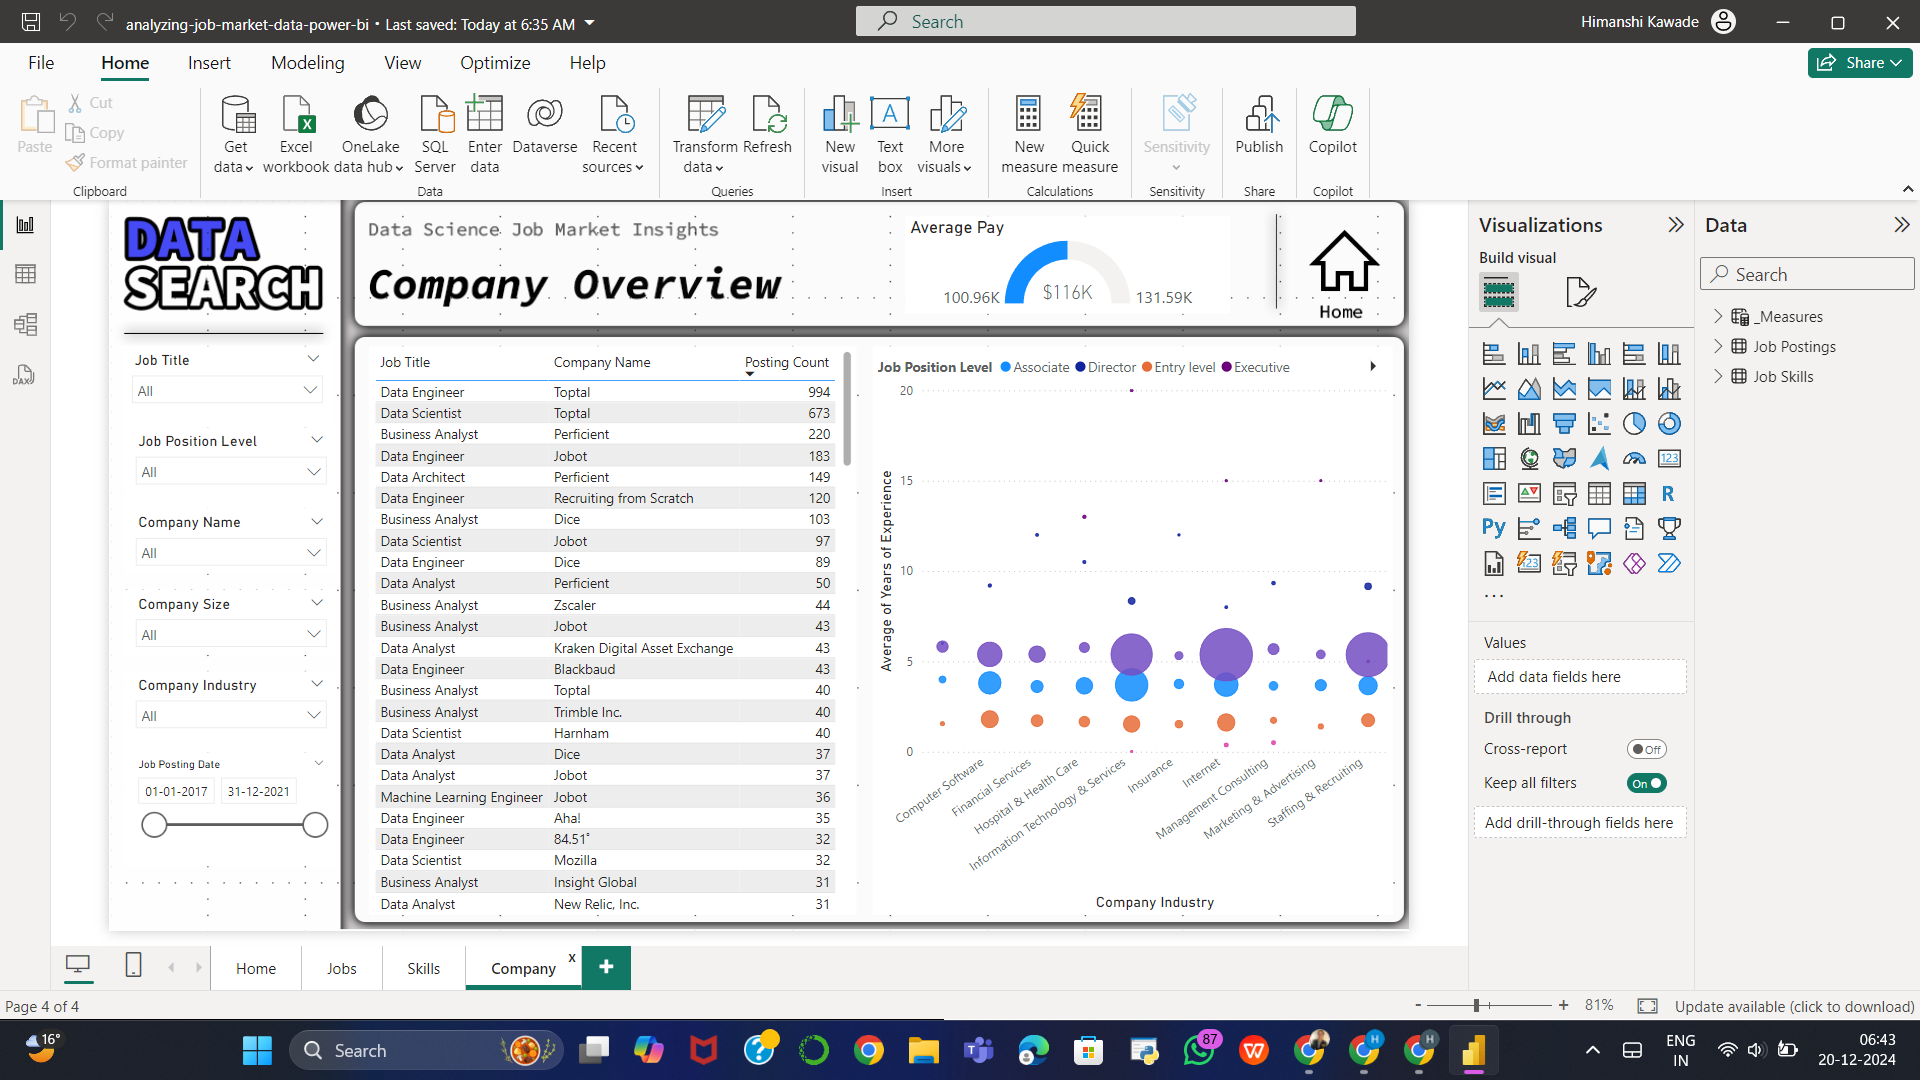 analyzing-job-market-data-power-bi • Last saved: Today at 6:35 AM
Search
Himanshi Kawade
File Home Insert Modeling View Optimize Help
Share
Paste
Cut
Copy
Format painter
Clipboard
Get data
Excel workbook
OneLake data hub
SQL Server
Enter data
Dataverse
Recent sources
Data
Transform data
Refresh
Queries
New visual
Text box
More visuals
Insert
New measure
Quick measure
Calculations
Sensitivity
Sensitivity
Publish
Share
Copilot
Copilot
DATA
SEARCH
Data Science Job Market Insights
Company Overview
Average Pay
100.96K $116K 131.59K
Home
Job Title
All
Job Position Level
All
Company Name
All
Company Size
All
Company Industry
All
Job Posting Date
01-01-2017 31-12-2021
Job Title Company Name Posting Count
Data Engineer Toptal 994
Data Scientist Toptal 673
Business Analyst Perficient 220
Data Engineer Jobot 183
Data Architect Perficient 149
Data Engineer Recruiting from Scratch 120
Business Analyst Dice 103
Data Scientist Jobot 97
Data Engineer Dice 89
Data Analyst Perficient 50
Business Analyst Zscaler 44
Business Analyst Jobot 43
Data Analyst Kraken Digital Asset Exchange 43
Data Engineer Blackbaud 43
Business Analyst Toptal 40
Business Analyst Trimble Inc. 40
Data Scientist Harnham 40
Data Analyst Dice 37
Data Analyst Jobot 37
Machine Learning Engineer Jobot 36
Data Engineer Aha! 35
Data Engineer 84.51° 32
Data Scientist Mozilla 32
Business Analyst Insight Global 31
Data Analyst New Relic, Inc. 31
Job Position Level Associate Director Entry level Executive
Average of Years of Experience
20
15
10
5
0
Computer Software
Financial Services
Hospital & Health Care
Information Technology & Services
Insurance
Internet
Management Consulting
Marketing & Advertising
Staffing & Recruiting
Company Industry
Visualizations
Build visual
123
R
Py
123
...
Values
Add data fields here
Drill through
Cross-report Off
Keep all filters On
Add drill-through fields here
Data
Search
_Measures
Job Postings
Job Skills
DAX
Home Jobs Skills Company x +
Page 4 of 4
- + 81%
Update available (click to download)
16°
Search
87
ENG
IN
06:43
20-12-2024